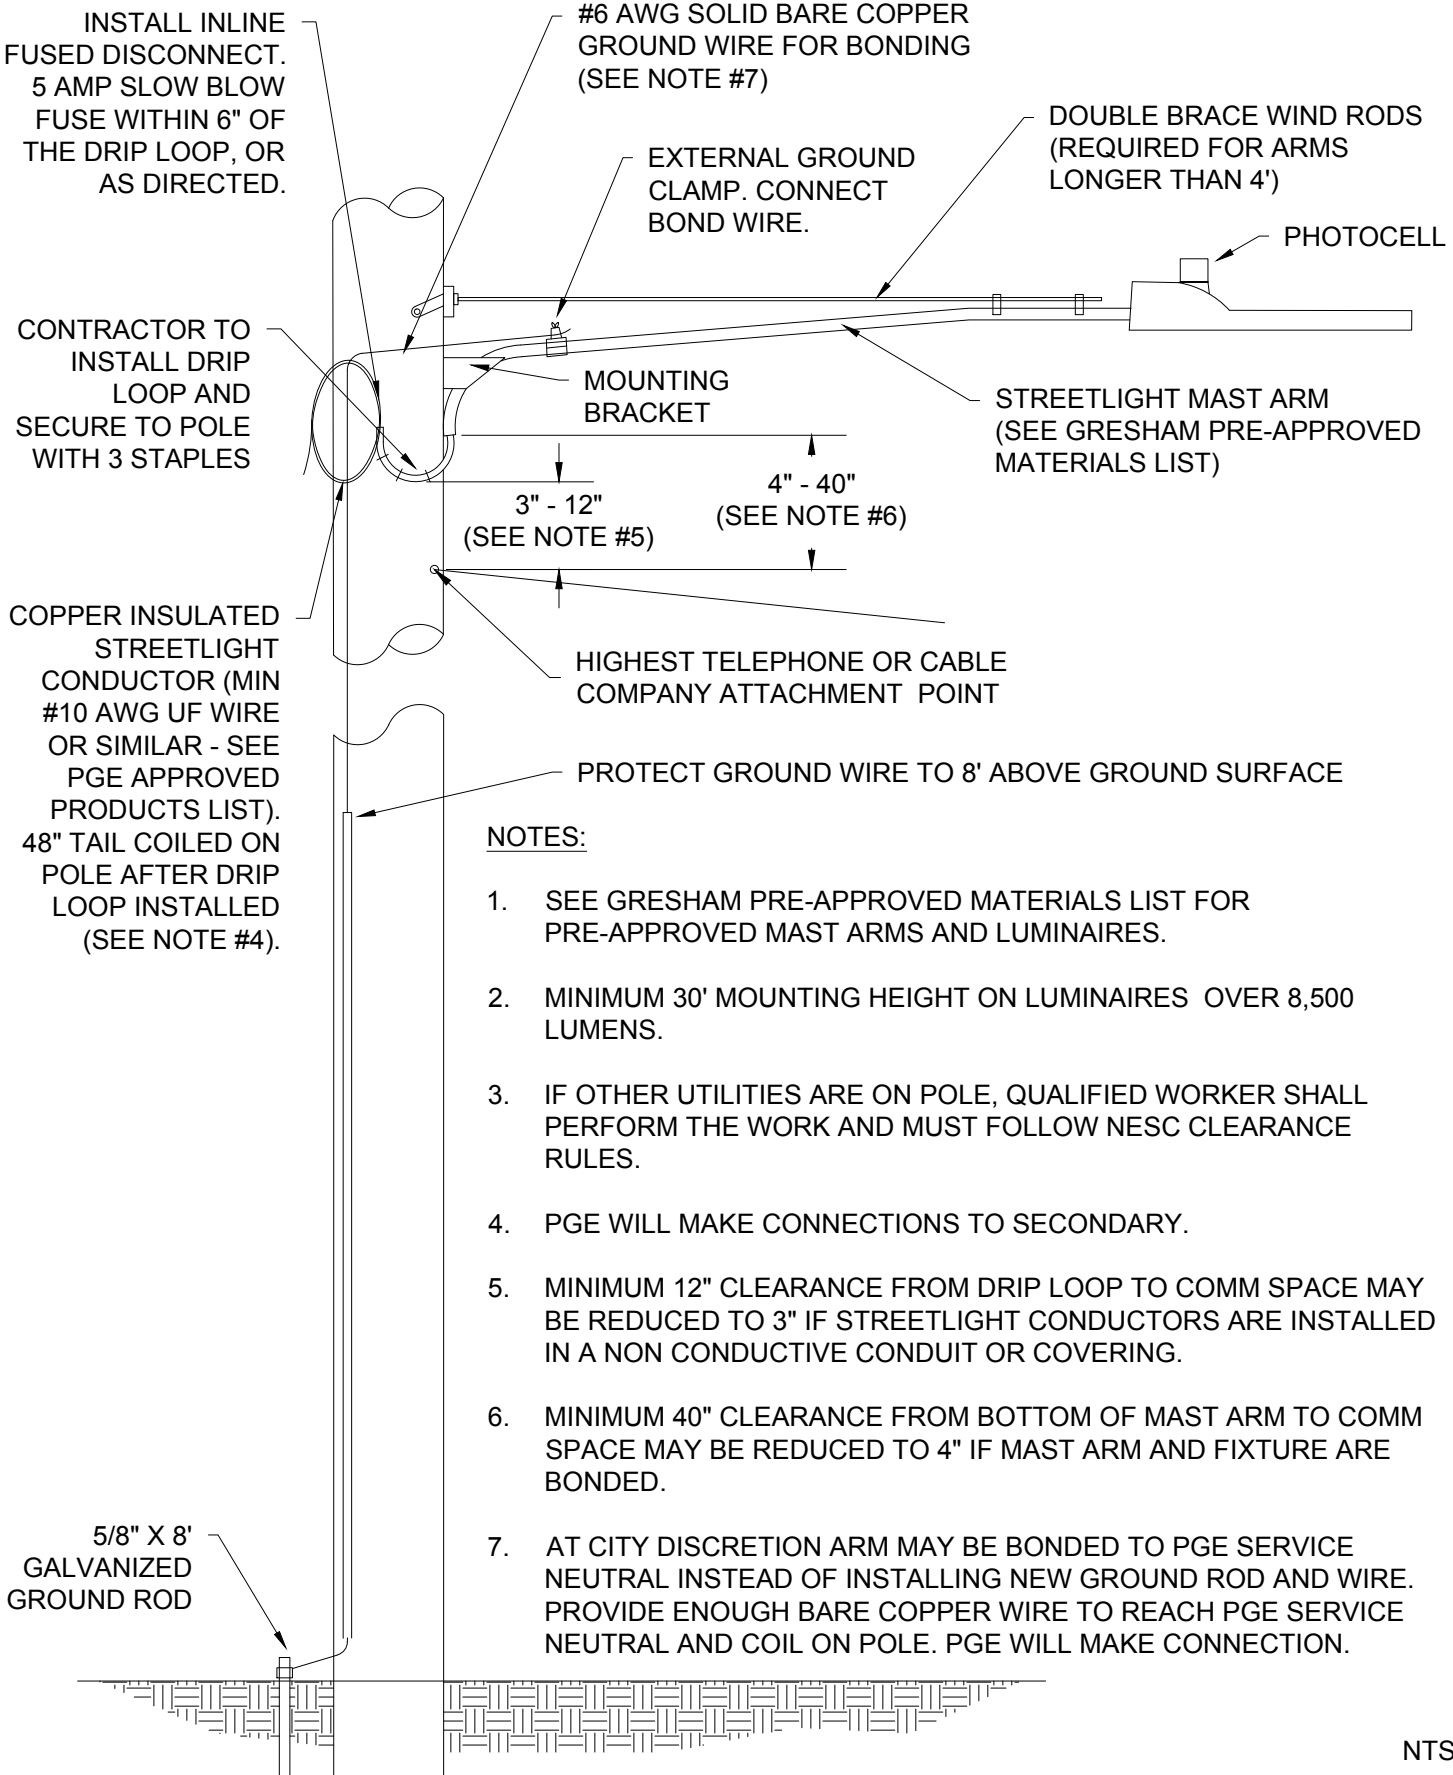 INSTALL INLINE
FUSED DISCONNECT.
5 AMP SLOW BLOW
FUSE WITHIN 6" OF
THE DRIP LOOP, OR
AS DIRECTED.
#6 AWG SOLID BARE COPPER
GROUND WIRE FOR BONDING
(SEE NOTE #7)
EXTERNAL GROUND
CLAMP. CONNECT
BOND WIRE.
DOUBLE BRACE WIND RODS
(REQUIRED FOR ARMS
LONGER THAN 4')
PHOTOCELL
CONTRACTOR TO
INSTALL DRIP
LOOP AND
SECURE TO POLE
WITH 3 STAPLES
MOUNTING
BRACKET
STREETLIGHT MAST ARM
(SEE GRESHAM PRE-APPROVED
MATERIALS LIST)
3" - 12"
(SEE NOTE #5)
4" - 40"
(SEE NOTE #6)
COPPER INSULATED
STREETLIGHT
CONDUCTOR (MIN
#10 AWG UF WIRE
OR SIMILAR - SEE
PGE APPROVED
PRODUCTS LIST).
48" TAIL COILED ON
POLE AFTER DRIP
LOOP INSTALLED
(SEE NOTE #4).
HIGHEST TELEPHONE OR CABLE
COMPANY ATTACHMENT POINT
PROTECT GROUND WIRE TO 8' ABOVE GROUND SURFACE
NOTES:
1. SEE GRESHAM PRE-APPROVED MATERIALS LIST FOR
PRE-APPROVED MAST ARMS AND LUMINAIRES.
2. MINIMUM 30' MOUNTING HEIGHT ON LUMINAIRES OVER 8,500
LUMENS.
3. IF OTHER UTILITIES ARE ON POLE, QUALIFIED WORKER SHALL
PERFORM THE WORK AND MUST FOLLOW NESC CLEARANCE
RULES.
4. PGE WILL MAKE CONNECTIONS TO SECONDARY.
5. MINIMUM 12" CLEARANCE FROM DRIP LOOP TO COMM SPACE MAY
BE REDUCED TO 3" IF STREETLIGHT CONDUCTORS ARE INSTALLED
IN A NON CONDUCTIVE CONDUIT OR COVERING.
6. MINIMUM 40" CLEARANCE FROM BOTTOM OF MAST ARM TO COMM
SPACE MAY BE REDUCED TO 4" IF MAST ARM AND FIXTURE ARE
BONDED.
7. AT CITY DISCRETION ARM MAY BE BONDED TO PGE SERVICE
NEUTRAL INSTEAD OF INSTALLING NEW GROUND ROD AND WIRE.
PROVIDE ENOUGH BARE COPPER WIRE TO REACH PGE SERVICE
NEUTRAL AND COIL ON POLE. PGE WILL MAKE CONNECTION.
5/8" X 8'
GALVANIZED
GROUND ROD
NTS